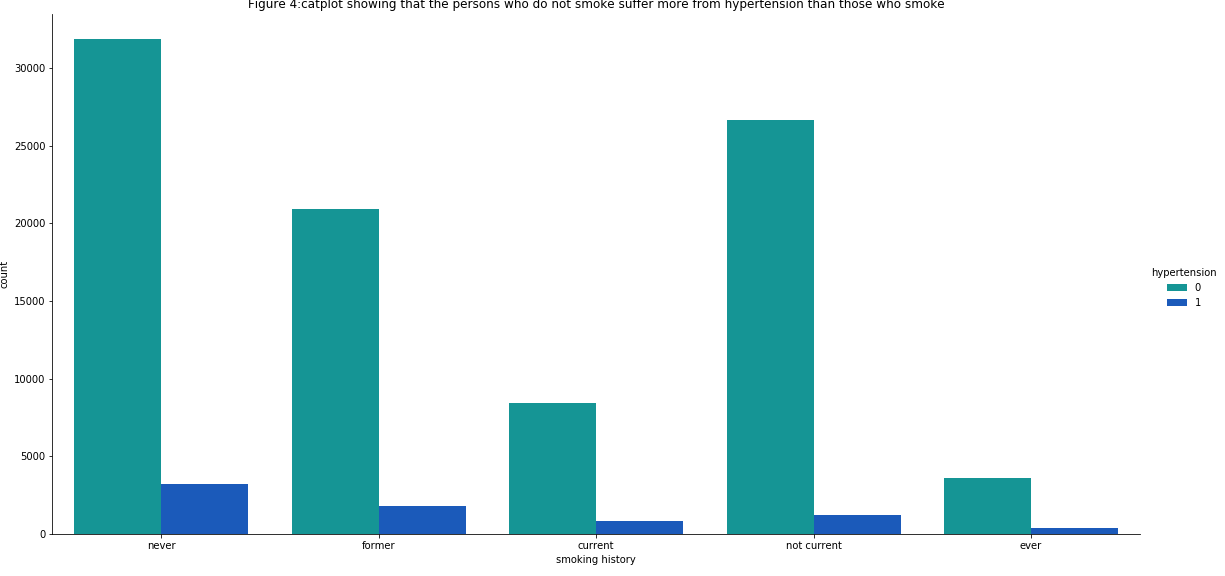 Figure 4:catplot showing that the persons who do not smoke suffer more from hypertension than those who smoke
30000
25000
20000
15000
10000
5000
0
count
never former current not current ever
smoking history
hypertension
0
1